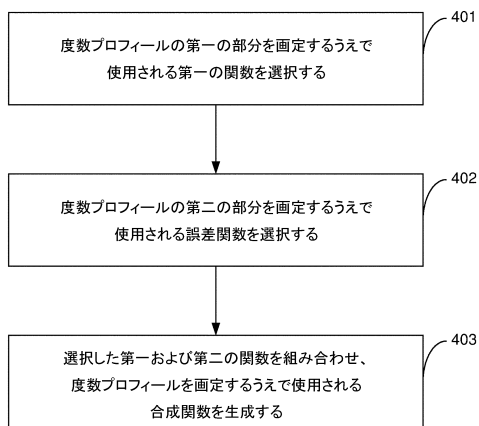 401
度数プロフィールの第一の部分を画定するうえで
使用される第一の関数を選択する
402
度数プロフィールの第二の部分を画定するうえで
使用される誤差関数を選択する
403
選択した第一および第二の関数を組み合わせ、
度数プロフィールを画定するうえで使用される
合成関数を生成する